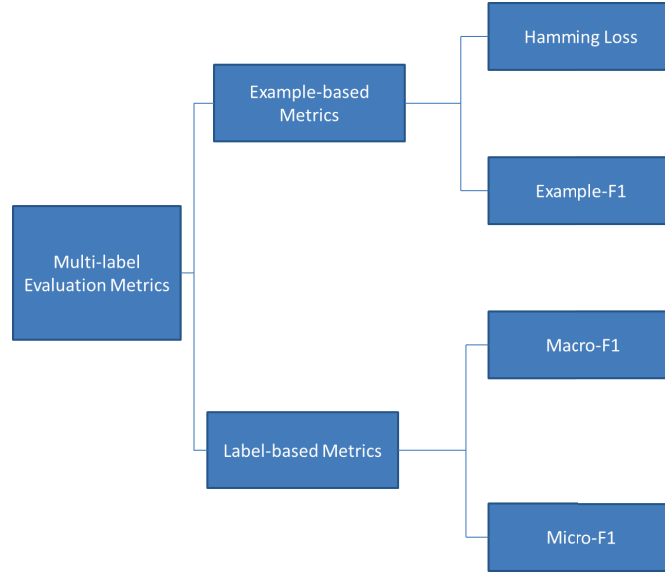 Hamming Loss
Example-based
Metrics
Example-F1
Multi-label
Evaluation Metrics
Macro-F1
Label-based Metrics
Micro-F1